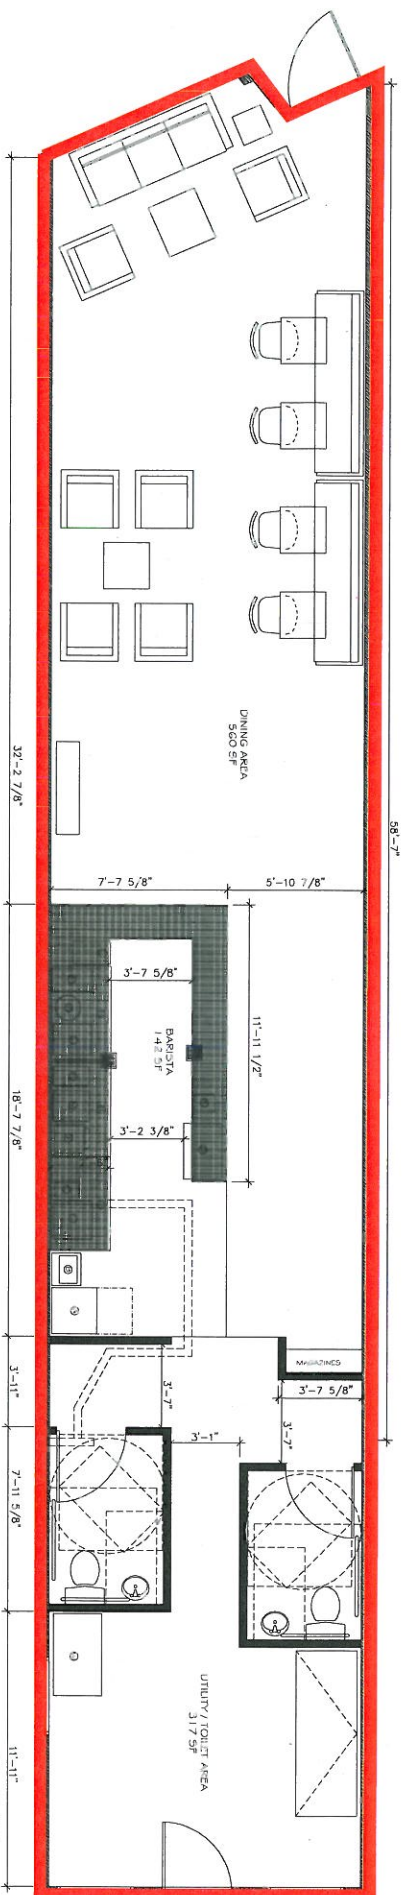 58'-7"
DINING AREA
560 SF
32'-2 7/8"
7'-7 5/8"
5'-10 7/8"
3'-7 5/8"
11'-11 1/2"
BARISTA
142 SF
3'-2 3/8"
18'-7 7/8"
MAGAZINES
3'-7 5/8"
3'-11"
3'-7"
3'-7"
3'-1"
7'-11 5/8"
UTILITY / TOILET AREA
317 SF
11'-11"